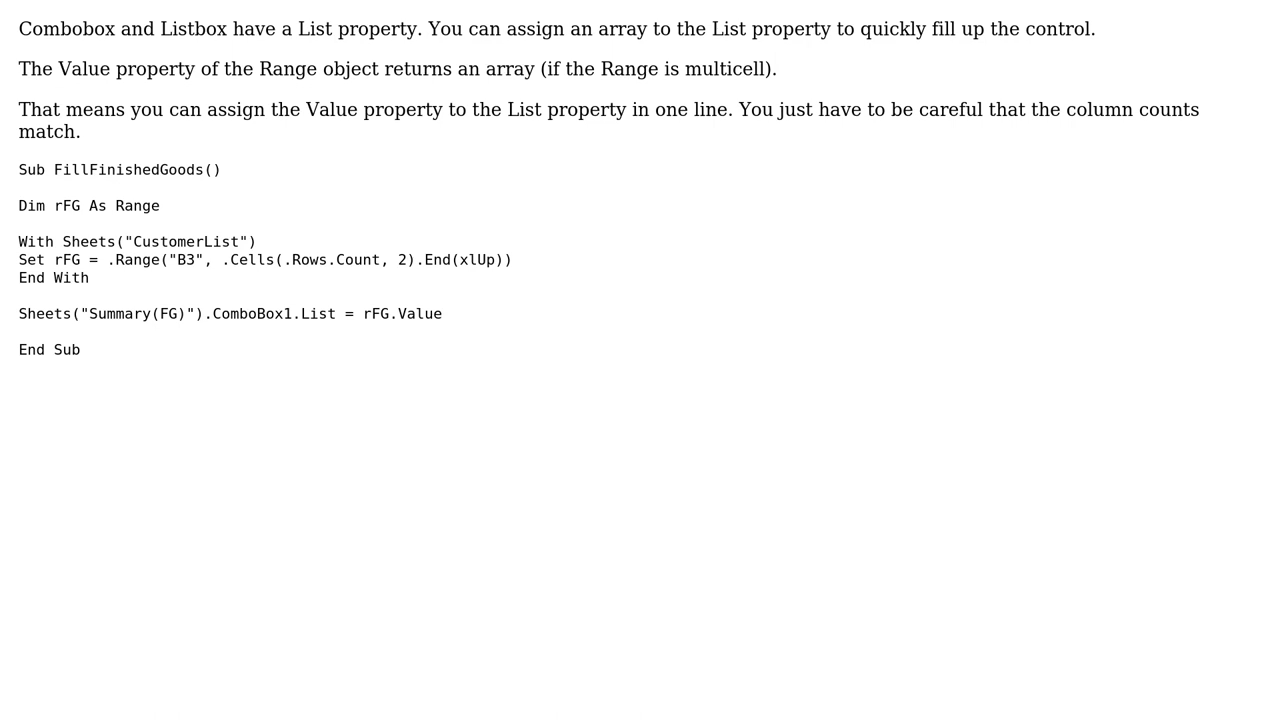 Combobox and Listbox have a List property. You can assign an array to the List property to quickly fill up the control.
The Value property of the Range object returns an array (if the Range is multicell).
That means you can assign the Value property to the List property in one line. You just have to be careful that the column counts
match.
Sub FillFinishedGoods()
Dim rFG As Range
With Sheets("CustomerList")
Set rFG = .Range("B3", .Cells(.Rows.Count, 2).End(xlUp))
End With
Sheets("Summary(FG)").ComboBox1.List = rFG.Value
End Sub